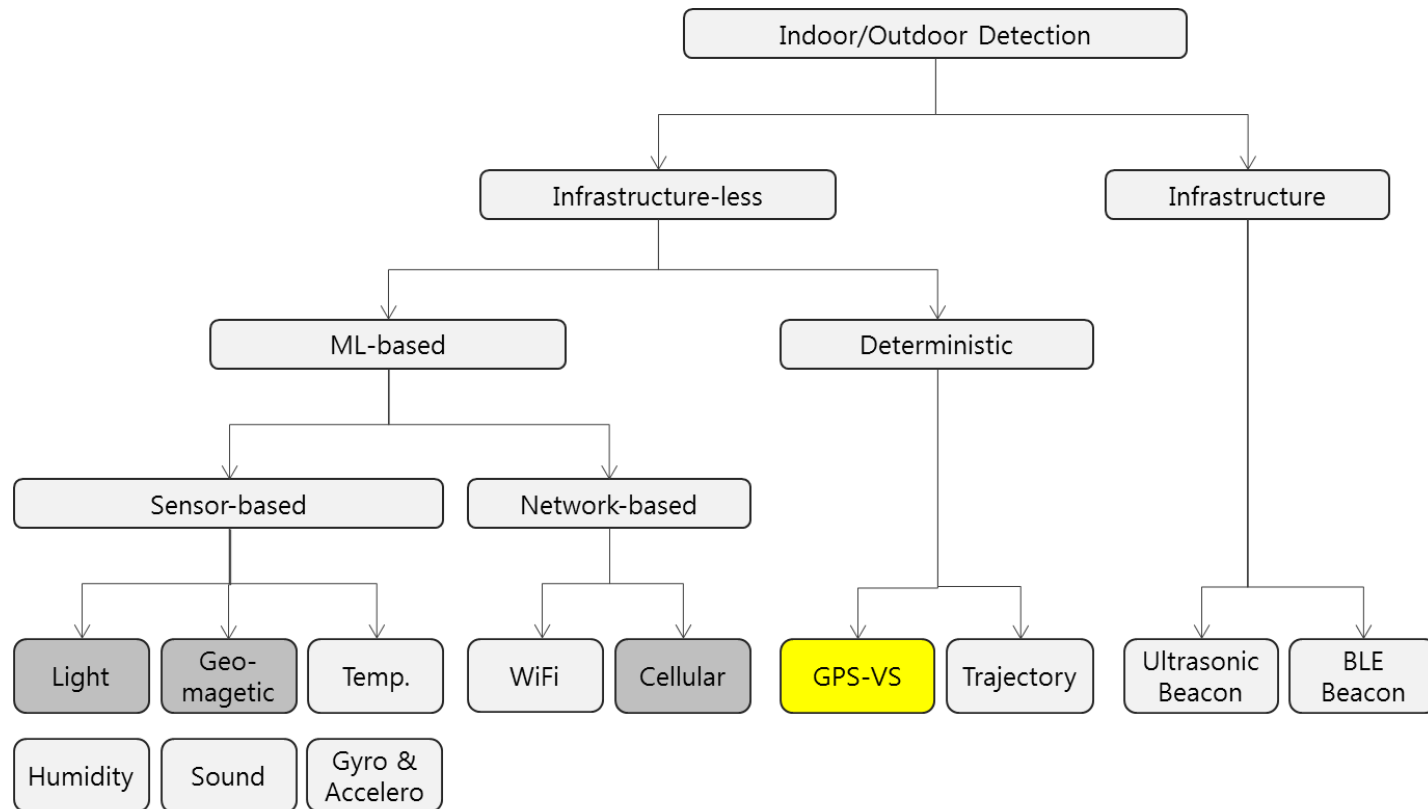 Indoor/Outdoor Detection
Infrastructure-less
Infrastructure
ML-based
Deterministic
Sensor-based
Network-based
Light
Geo-
magetic
Temp.
WiFi
Cellular
GPS-VS
Trajectory
Ultrasonic
Beacon
BLE
Beacon
Humidity
Sound
Gyro &
Accelero